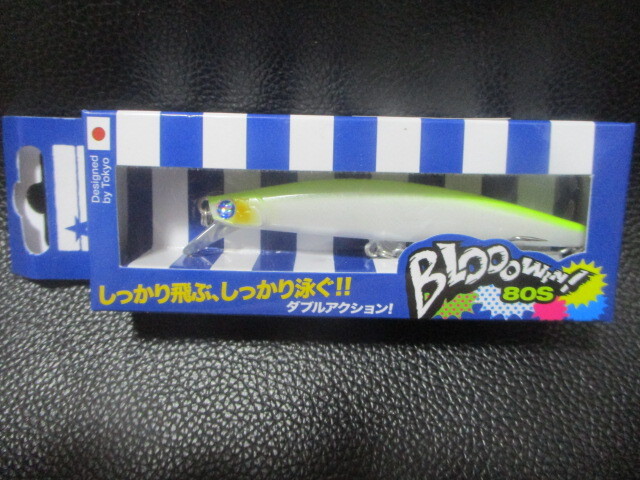 Designed
by Tokyo
しっかり飛ぶ、しっかり泳ぐ!!
ダブルアクション!
BLOOOWIN!
80S